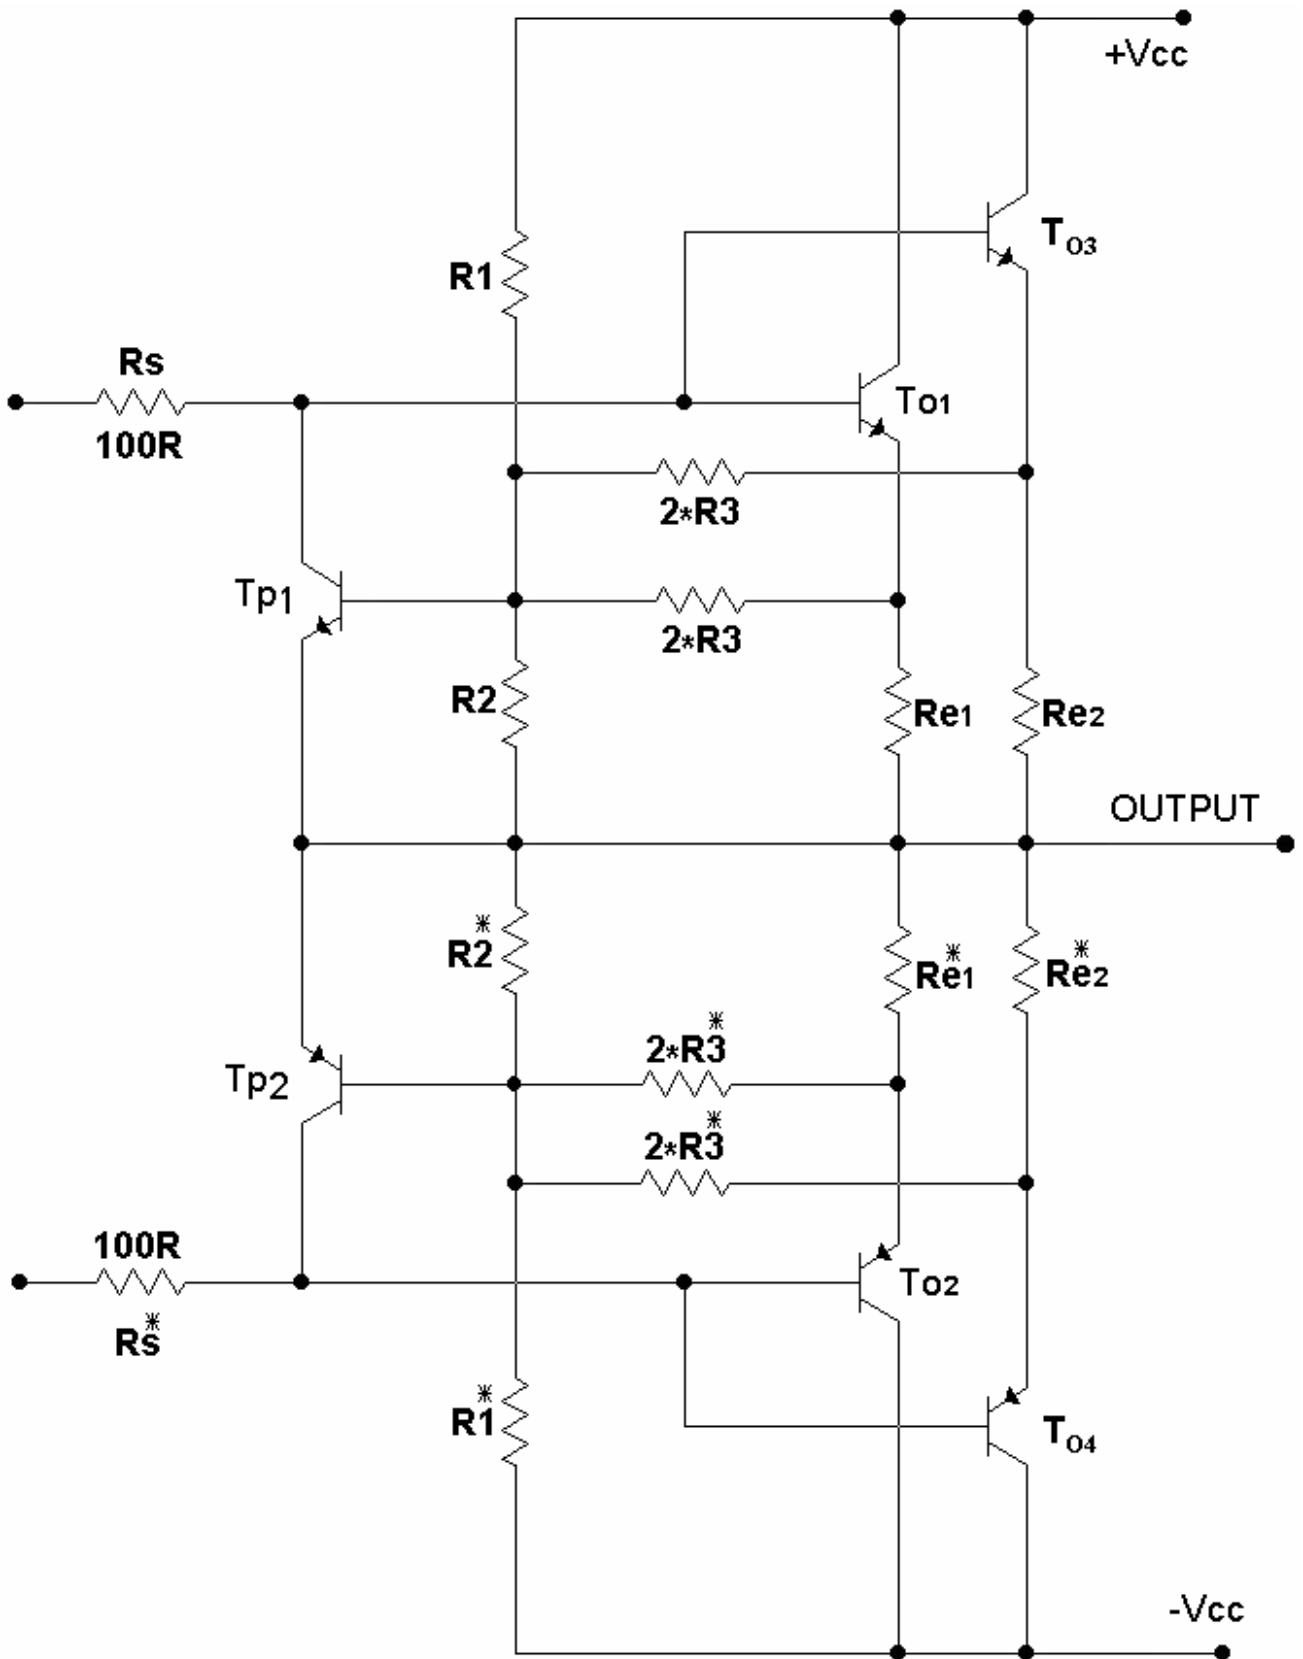 +Vcc
To3
R1
Rs
100R
To1
2*R3
Tp1
2*R3
R2
Re1
Re2
OUTPUT
R2*
Re1*
Re2*
2*R3*
Tp2
2*R3*
100R
To2
Rs*
R1*
To4
-Vcc